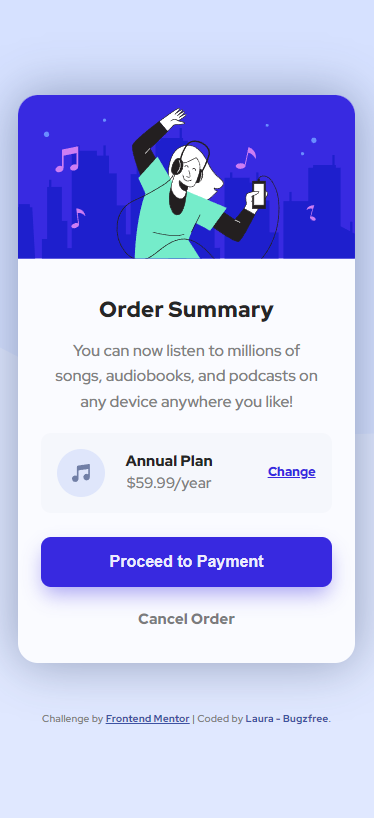 Order Summary
You can now listen to millions of
songs, audiobooks, and podcasts on
any device anywhere you like!
Annual Plan
$59.99/year
Change
Proceed to Payment
Cancel Order
Challenge by Frontend Mentor | Coded by Laura - Bugzfree.